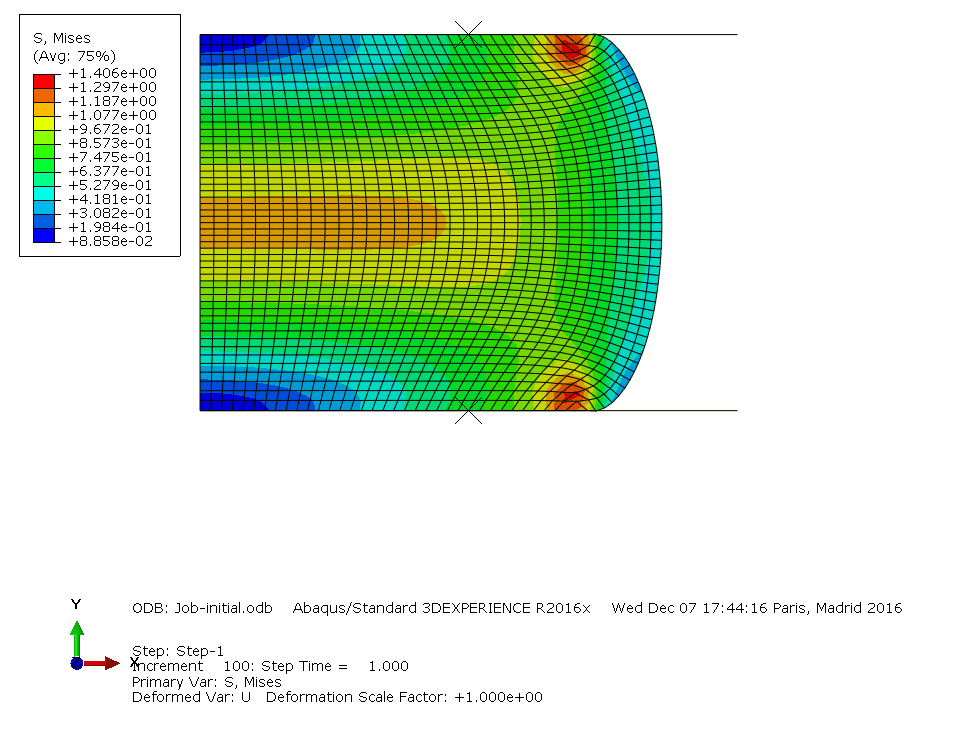 S, Mises
(Avg: 75%)
+1.406e+00
+1.297e+00
+1.187e+00
+1.077e+00
+9.672e-01
+8.573e-01
+7.475e-01
+6.377e-01
+5.279e-01
+4.181e-01
+3.082e-01
+1.984e-01
+8.858e-02
Y
X
Z
ODB: Job-initial.odb Abaqus/Standard 3DEXPERIENCE R2016x Wed Dec 07 17:44:16 Paris, Madrid 2016
Step: Step-1
Increment 100: Step Time = 1.000
Primary Var: S, Mises
Deformed Var: U Deformation Scale Factor: +1.000e+00